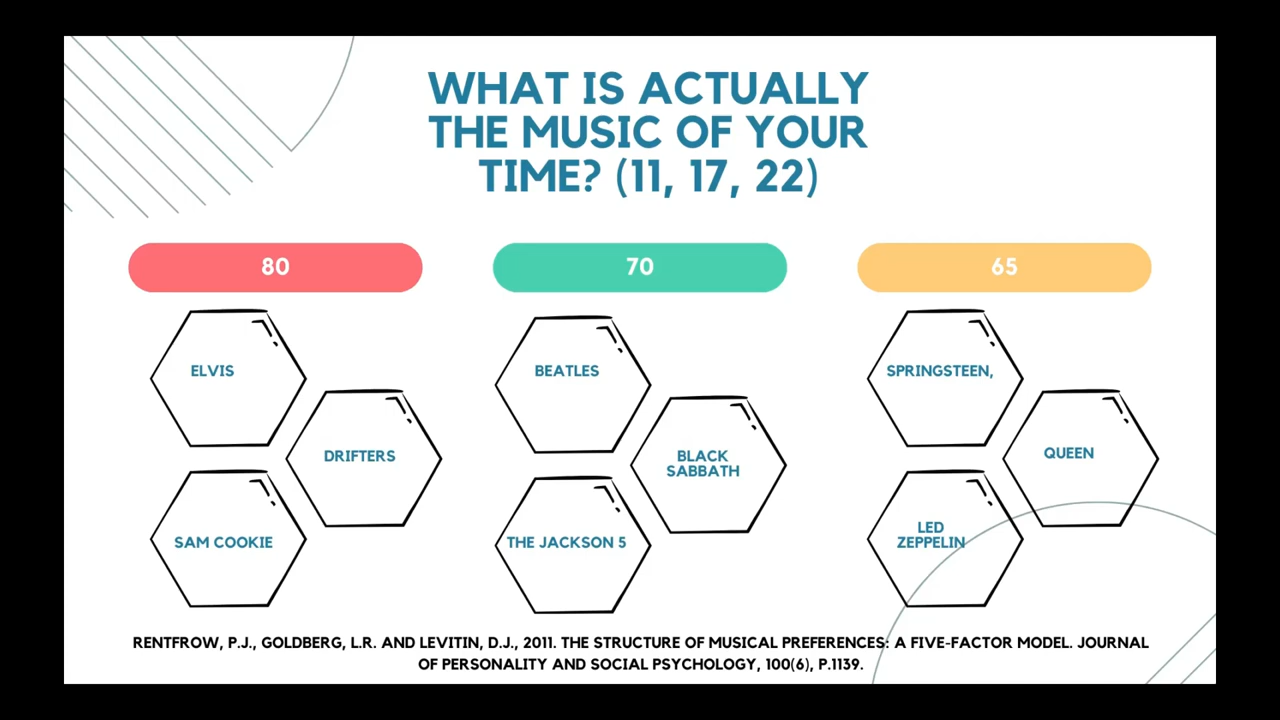 WHAT IS ACTUALLY
THE MUSIC OF YOUR
TIME? (11, 17, 22)
80
ELVIS
DRIFTERS
SAM COOKIE
70
BEATLES
BLACK
SABBATH
THE JACKSON 5
65
SPRINGSTEEN,
QUEEN
LED
ZEPPELIN
RENTFROW, P.J., GOLDBERG, L.R. AND LEVITIN, D.J., 2011. THE STRUCTURE OF MUSICAL PREFERENCES: A FIVE-FACTOR MODEL. JOURNAL
OF PERSONALITY AND SOCIAL PSYCHOLOGY, 100(6), P.1139.